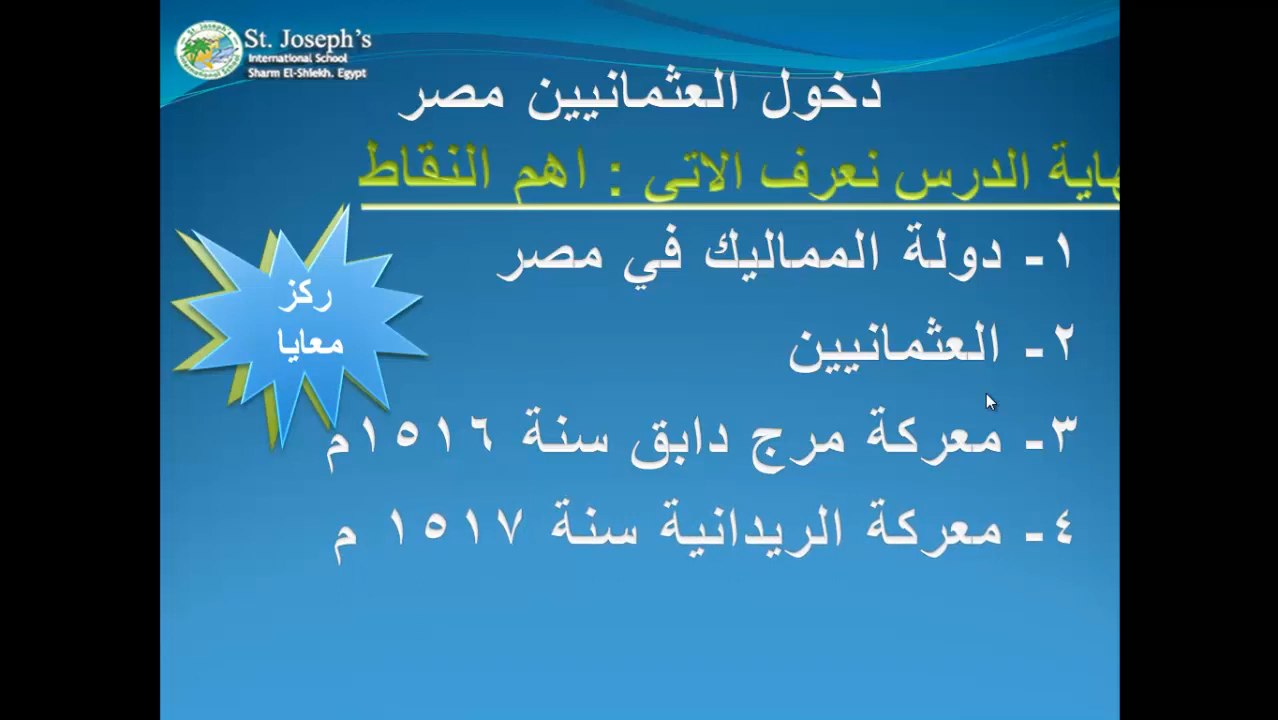 St. Joseph's
International School
Sharm El-Shiekh. Egypt
دخول العثمانيين مصر
الدرس نعرف الاتى : اهم النقاط
١- دولة المماليك في مصر
٢- العثمانيين
٣- معركة مرج دابق سنة ١٥١٦م
٤- معركة الريدانية سنة ١٥١٧ م
ركز
معايا